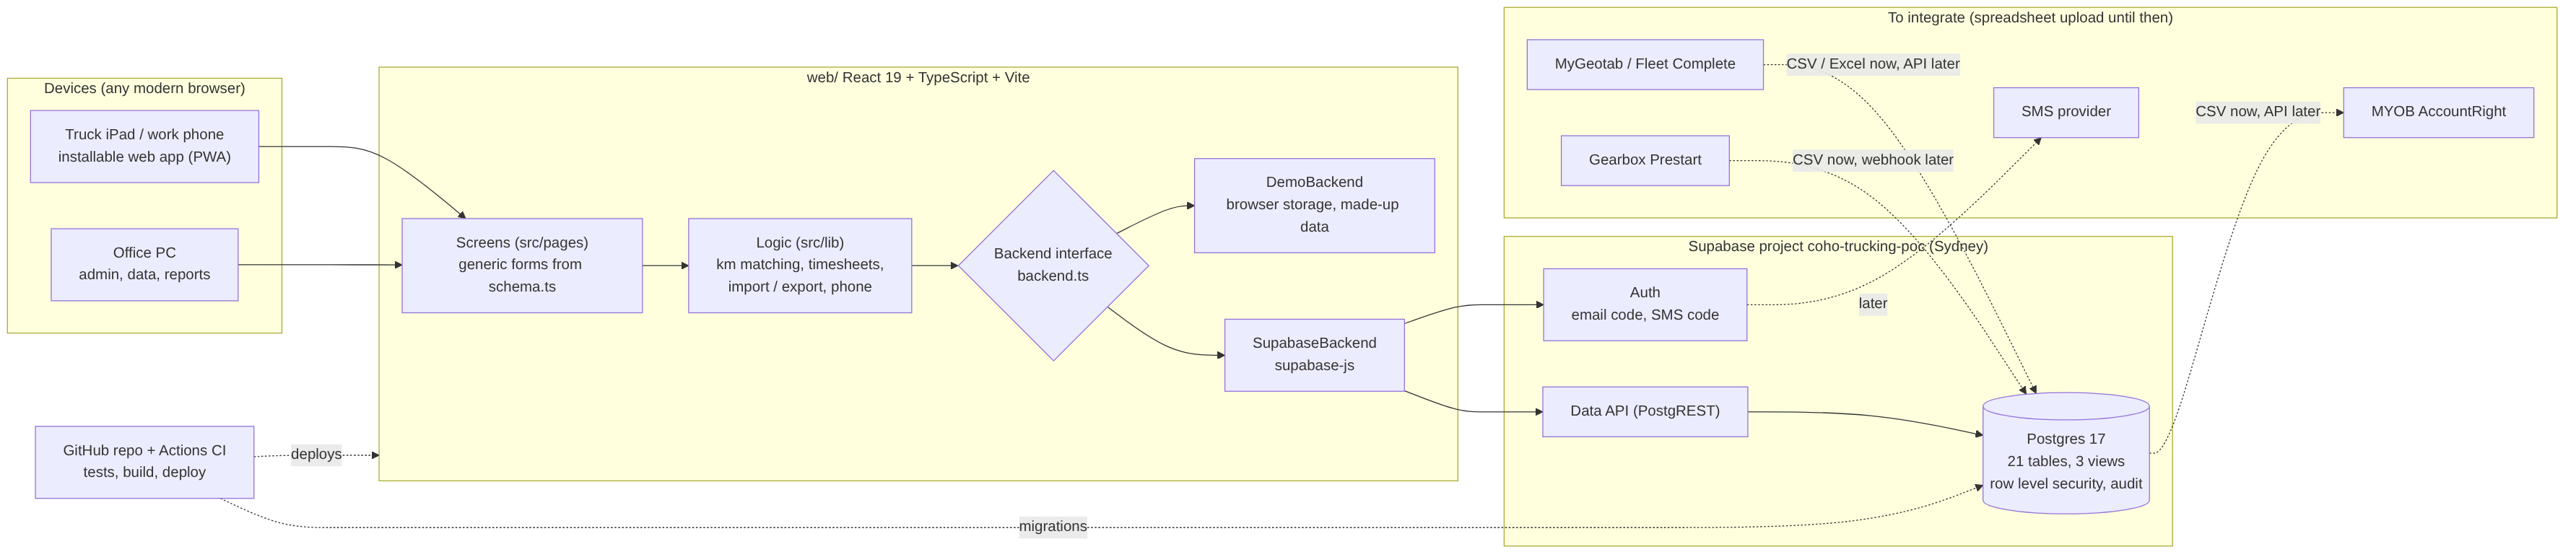 Devices (any modern browser)
Truck iPad / work phone
installable web app (PWA)
Office PC
admin, data, reports
GitHub repo + Actions CI
tests, build, deploy
deploys
migrations
web/ React 19 + TypeScript + Vite
Screens (src/pages)
generic forms from
schema.ts
Logic (src/lib)
km matching, timesheets,
import / export, phone
Backend interface
backend.ts
DemoBackend
browser storage, made-up
data
SupabaseBackend
supabase-js
To integrate (spreadsheet upload until then)
MyGeotab / Fleet Complete
CSV / Excel now, API later
Gearbox Prestart
CSV now, webhook later
SMS provider
CSV now, API later
MYOB AccountRight
Supabase project coho-trucking-poc (Sydney)
Auth
email code, SMS code
later
Data API (PostgREST)
Postgres 17
21 tables, 3 views
row level security, audit